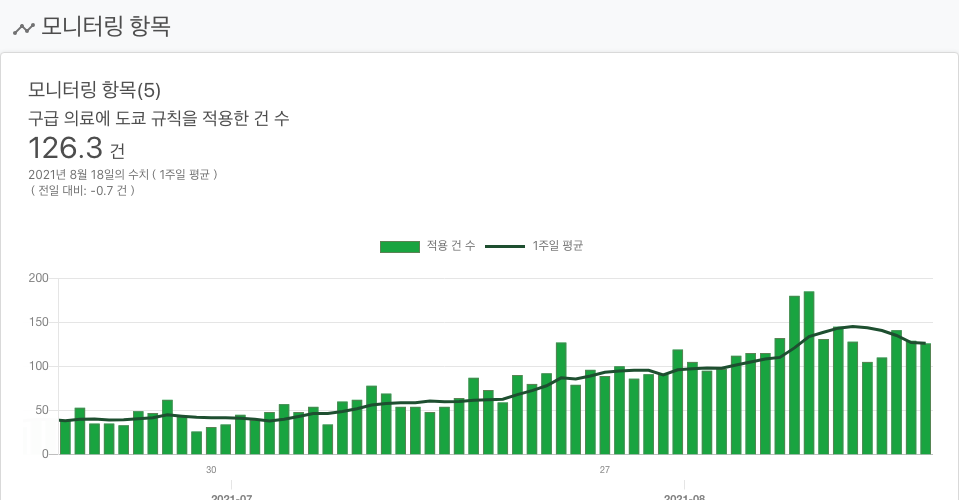 모니터링 항목
모니터링 항목(5)
구급 의료에 도쿄 규칙을 적용한 건 수
126.3 건
2021년 8월 18일의 수치 ( 1주일 평균 )
( 전일 대비: -0.7 건 )
적용 건 수 1주일 평균
200
150
100
50
0
30 27
2021-07 2021-08